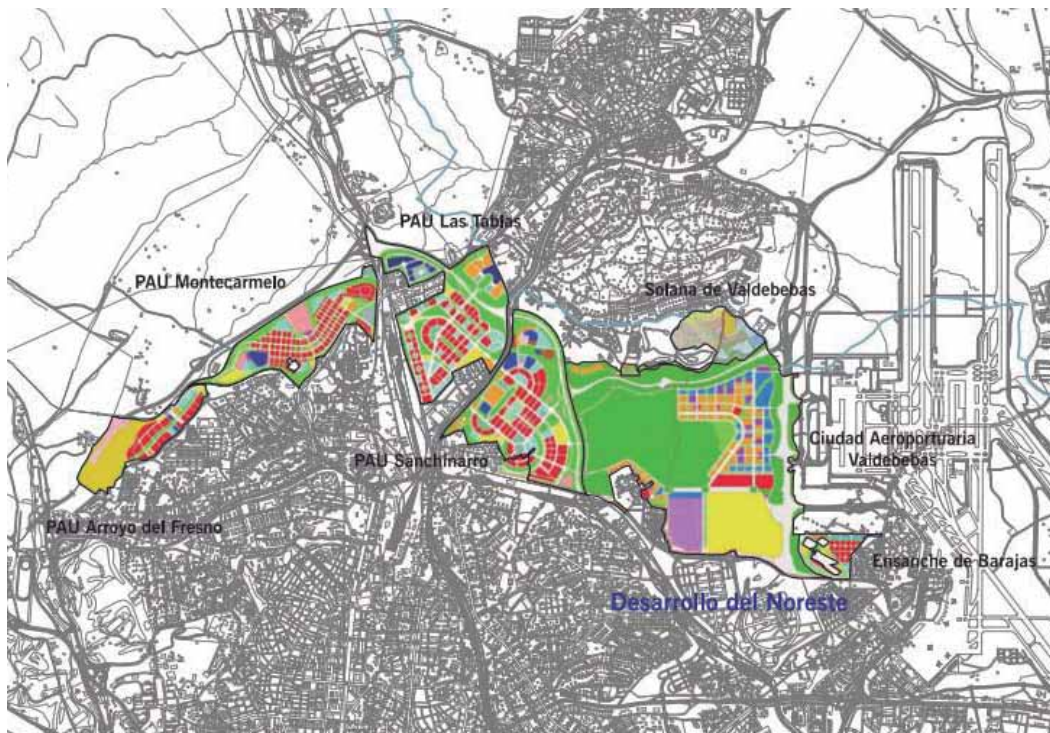 PAU Las Tablas
PAU Montecarmelo
Solana de Valdebebas
Ciudad Aeroportuaria
Valdebebas
PAU Sanchinarro
PAU Arroyo del Fresno
Ensanche de Barajas
Desarrollo del Noreste